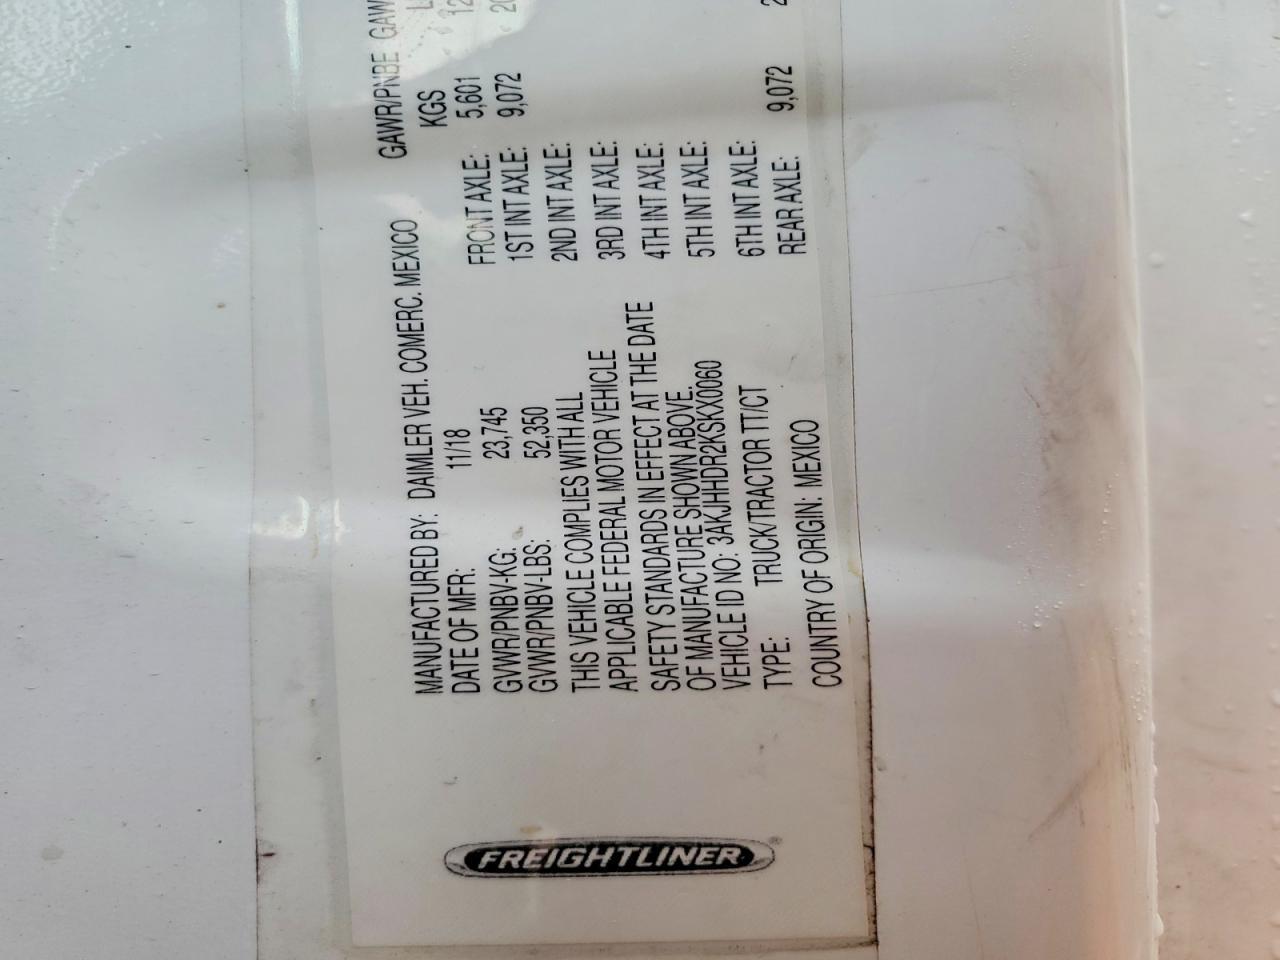 FREIGHTLINER®
MANUFACTURED BY: DAIMLER VEH. COMERC. MEXICO
DATE OF MFR: 11/18
GVWR/PNBV-KG: 23,745
GVWR/PNBV-LBS: 52,350
THIS VEHICLE COMPLIES WITH ALL
APPLICABLE FEDERAL MOTOR VEHICLE
SAFETY STANDARDS IN EFFECT AT THE DATE
OF MANUFACTURE SHOWN ABOVE.
VEHICLE ID NO: 3AKJHHDR2KSKX0060
TYPE: TRUCK/TRACTOR TT/CT
COUNTRY OF ORIGIN: MEXICO
GAWR/PNBE GAW
KGS L
FRONT AXLE: 5,601 12
1ST INT AXLE: 9,072 20
2ND INT AXLE:
3RD INT AXLE:
4TH INT AXLE:
5TH INT AXLE:
6TH INT AXLE:
REAR AXLE: 9,072 2